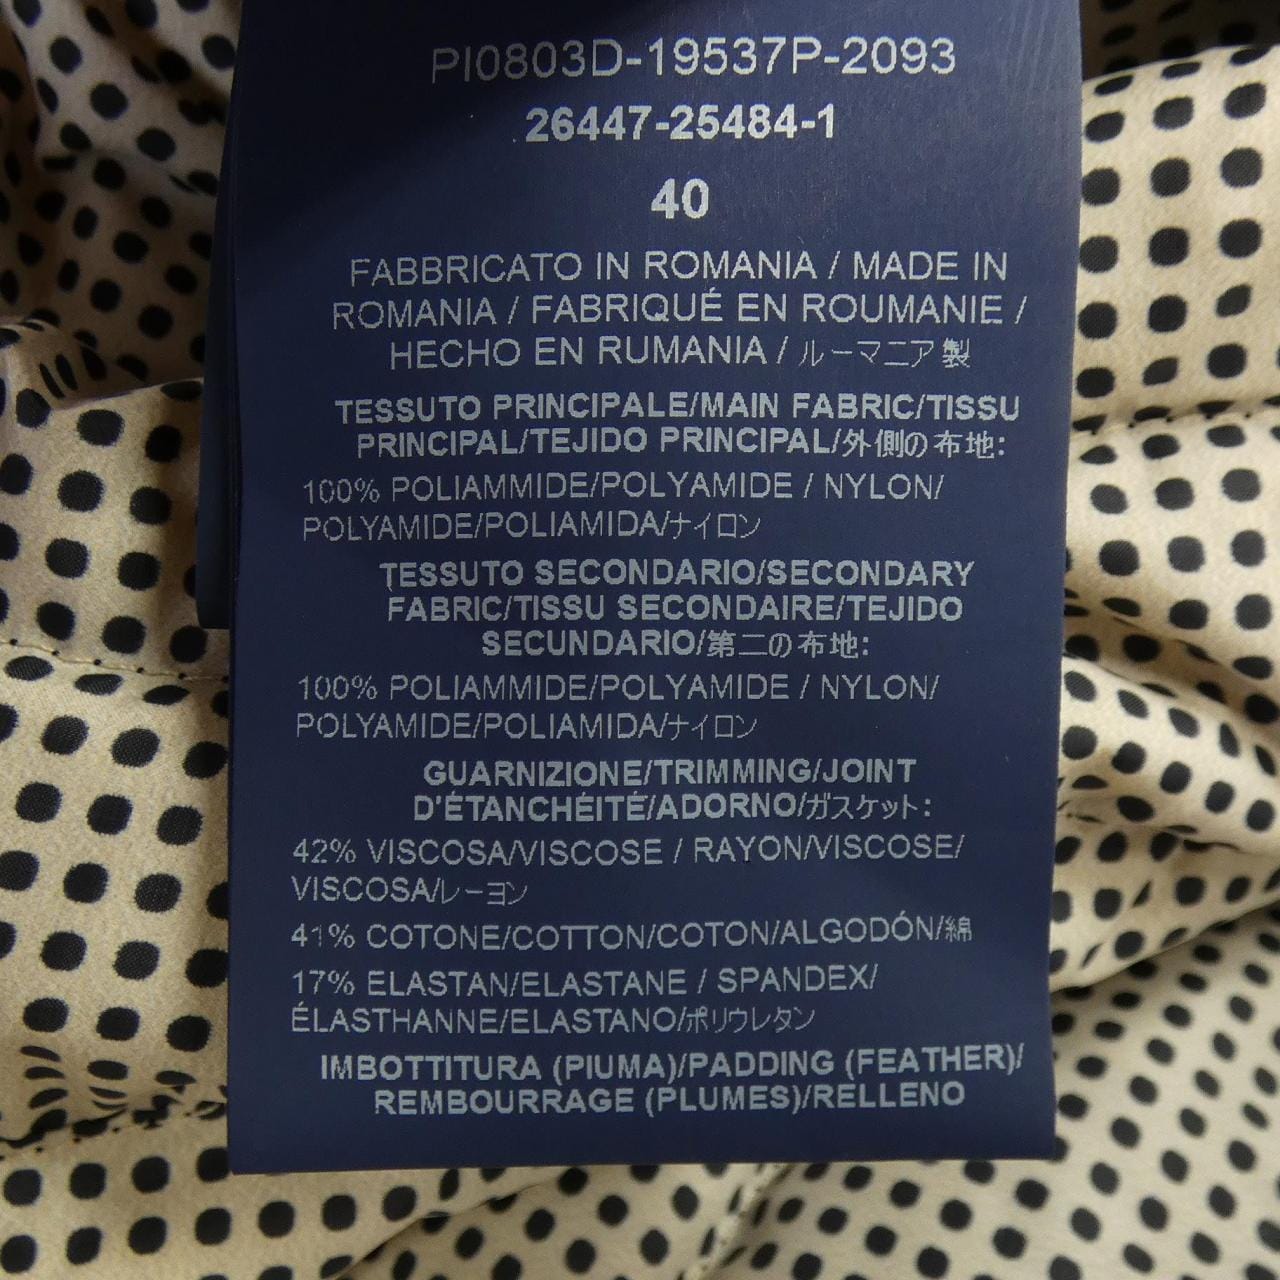 PI0803D-19537P-2093
26447-25484-1
40
FABBRICATO IN ROMANIA / MADE IN
ROMANIA / FABRIQUÉ EN ROUMANIE /
HECHO EN RUMANIA / ルーマニア製
TESSUTO PRINCIPALE/MAIN FABRIC/TISSU
PRINCIPAL/TEJIDO PRINCIPAL/外側の布地:
100% POLIAMMIDE/POLYAMIDE / NYLON/
POLYAMIDE/POLIAMIDA/ナイロン
TESSUTO SECONDARIO/SECONDARY
FABRIC/TISSU SECONDAIRE/TEJIDO
SECUNDARIO/第二の布地:
100% POLIAMMIDE/POLYAMIDE / NYLON/
POLYAMIDE/POLIAMIDA/ナイロン
GUARNIZIONE/TRIMMING/JOINT
D'ÉTANCHÉITÉ/ADORNO/ガスケット:
42% VISCOSA/VISCOSE / RAYON/VISCOSE/
VISCOSA/レーヨン
41% COTONE/COTTON/COTON/ALGODÓN/綿
17% ELASTAN/ELASTANE / SPANDEX/
ÉLASTHANNE/ELASTANO/ポリウレタン
IMBOTTITURA (PIUMA)/PADDING (FEATHER)/
REMBOURRAGE (PLUMES)/RELLENO